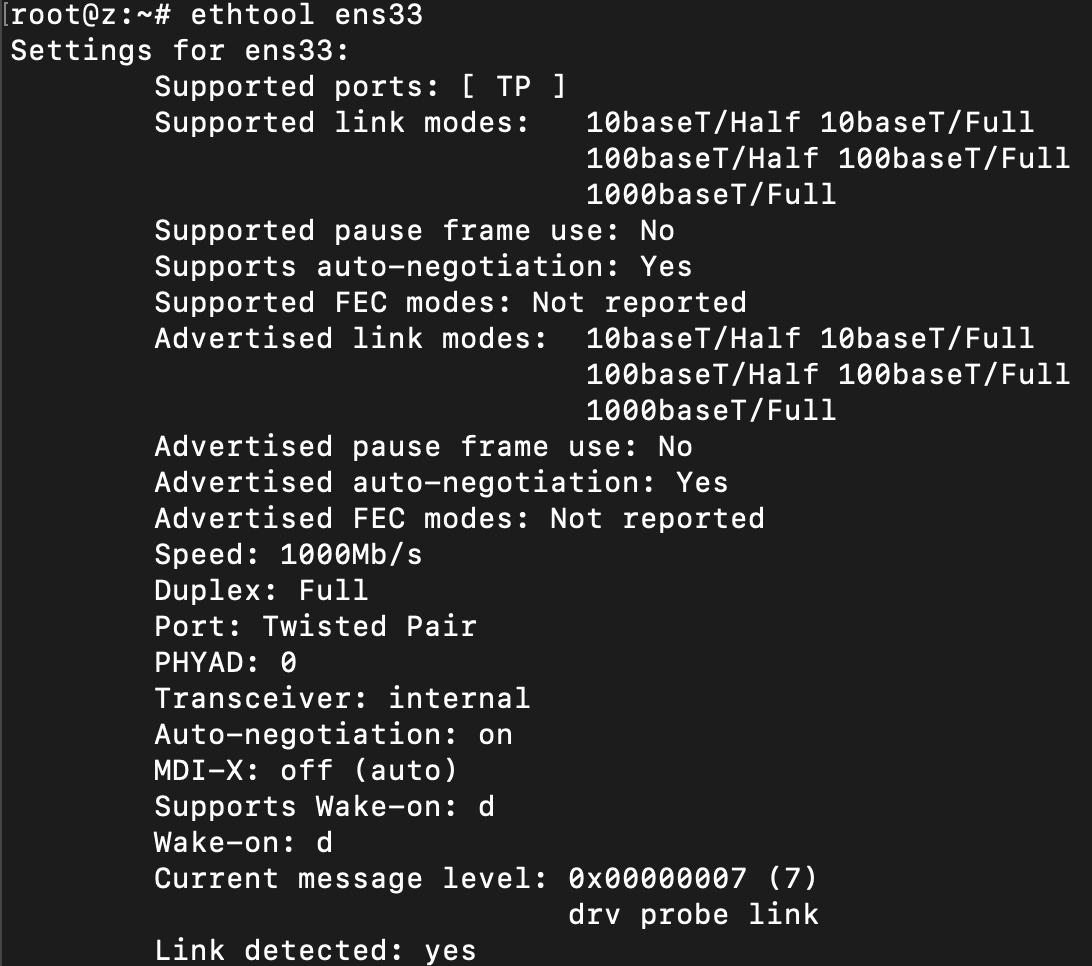 [root@z:~# ethtool ens33
Settings for ens33:
        Supported ports: [ TP ]
        Supported link modes:   10baseT/Half 10baseT/Full
                                100baseT/Half 100baseT/Full
                                1000baseT/Full
        Supported pause frame use: No
        Supports auto-negotiation: Yes
        Supported FEC modes: Not reported
        Advertised link modes:  10baseT/Half 10baseT/Full
                                100baseT/Half 100baseT/Full
                                1000baseT/Full
        Advertised pause frame use: No
        Advertised auto-negotiation: Yes
        Advertised FEC modes: Not reported
        Speed: 1000Mb/s
        Duplex: Full
        Port: Twisted Pair
        PHYAD: 0
        Transceiver: internal
        Auto-negotiation: on
        MDI-X: off (auto)
        Supports Wake-on: d
        Wake-on: d
        Current message level: 0x00000007 (7)
                               drv probe link
        Link detected: yes